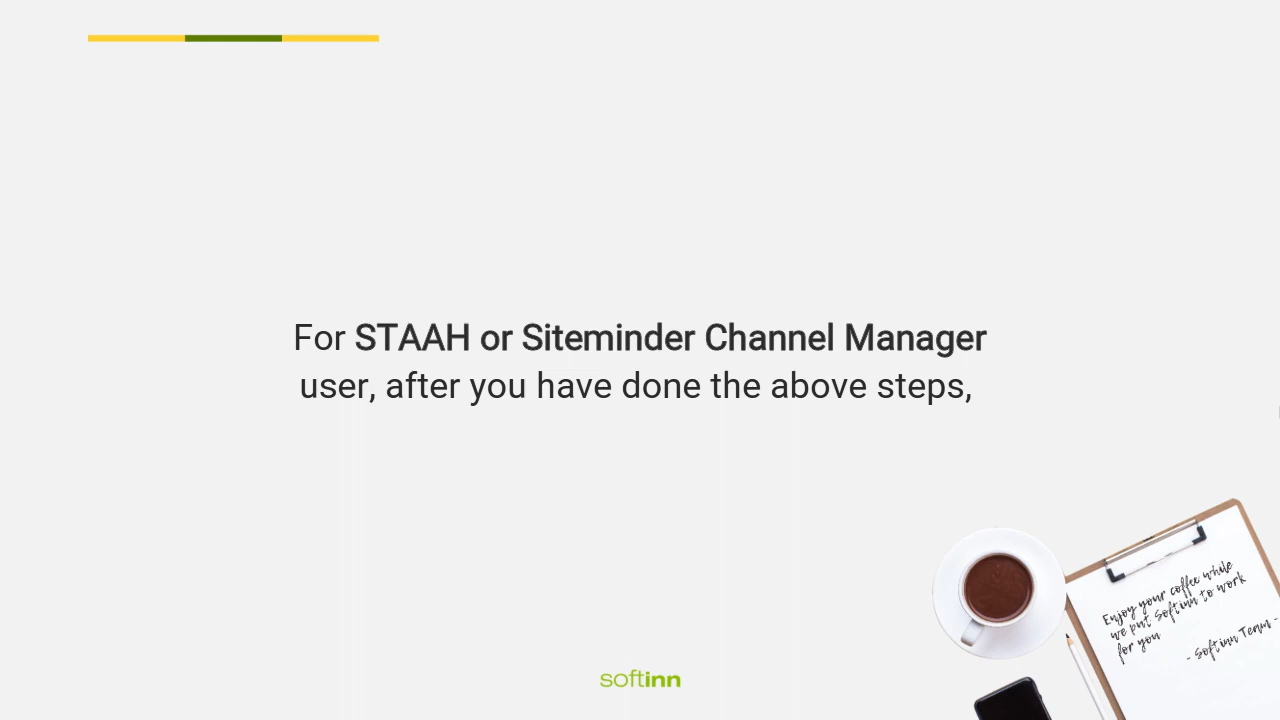 For STAAH or Siteminder Channel Manager
user, after you have done the above steps,
Enjoy your coffee while
we put Softinn to work
for you
- Softinn Team -
softinn